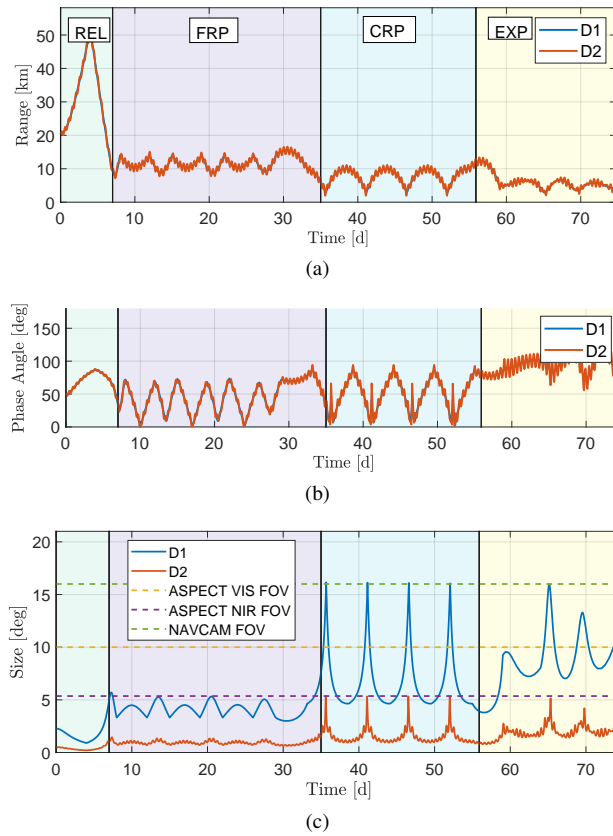 REL FRP CRP EXP
D1
D2
50
40
30
20
10
0
Range [km]
0 10 20 30 40 50 60 70
Time [d]
(a)
150
100
50
0
Phase Angle [deg]
D1
D2
0 10 20 30 40 50 60 70
Time [d]
(b)
20
15
10
5
0
Size [deg]
D1
D2
ASPECT VIS FOV
ASPECT NIR FOV
NAVCAM FOV
0 10 20 30 40 50 60 70
Time [d]
(c)